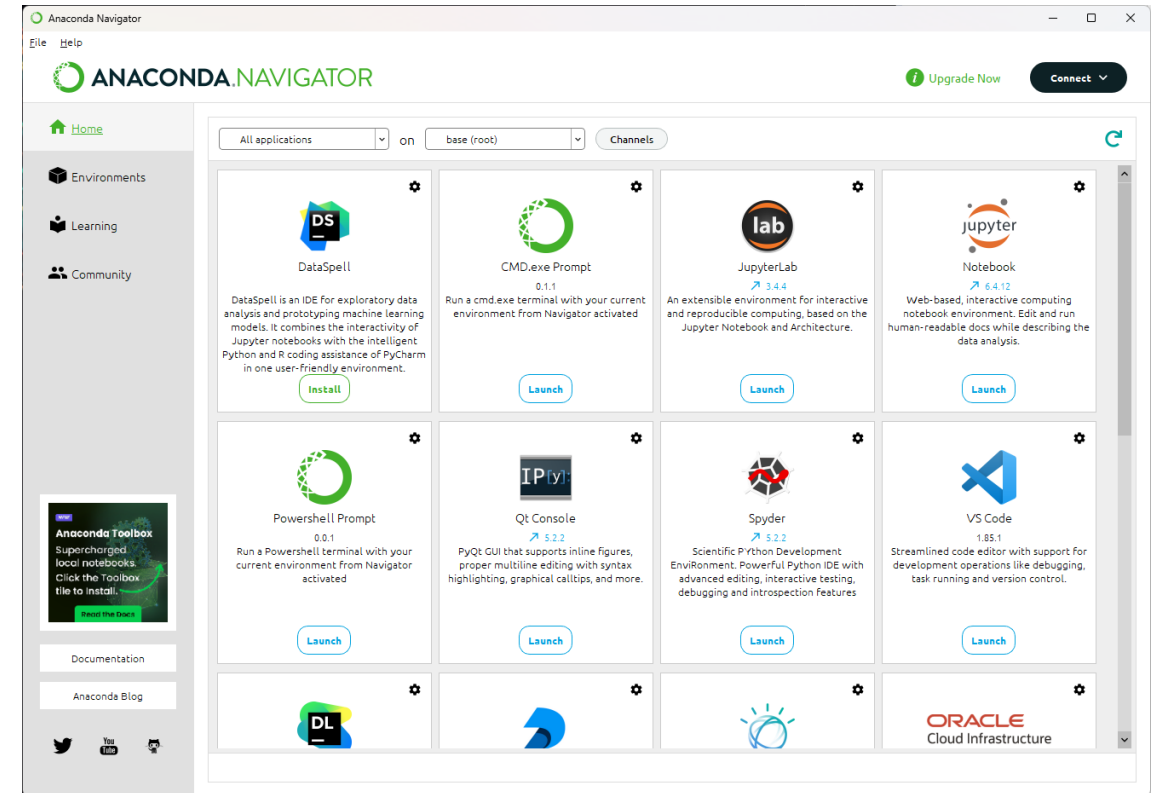 Anaconda Navigator
File Help
ANACONDA.NAVIGATOR
Upgrade Now
Connect
Home
Environments
Learning
Community
All applications on base (root) Channels
DS
DataSpell
DataSpell is an IDE for exploratory data
analysis and prototyping machine learning
models. It combines the interactivity of
Jupyter notebooks with the intelligent
Python and R coding assistance of PyCharm
in one user-friendly environment.
Install
CMD.exe Prompt
0.1.1
Run a cmd.exe terminal with your current
environment from Navigator activated
Launch
lab
JupyterLab
3.4.4
An extensible environment for interactive
and reproducible computing, based on the
Jupyter Notebook and Architecture.
Launch
jupyter
Notebook
6.4.12
Web-based, interactive computing
notebook environment. Edit and run
human-readable docs while describing the
data analysis.
Launch
Powershell Prompt
0.0.1
Run a Powershell terminal with your
current environment from Navigator
activated
Launch
IP[y]:
Qt Console
5.2.2
PyQt GUI that supports inline figures,
proper multiline editing with syntax
highlighting, graphical calltips, and more.
Launch
Spyder
5.2.2
Scientific PYthon Development
EnviRonment. Powerful Python IDE with
advanced editing, interactive testing,
debugging and introspection features
Launch
VS Code
1.85.1
Streamlined code editor with support for
development operations like debugging,
task running and version control.
Launch
DL
ORACLE
Cloud Infrastructure
Anaconda Toolbox
Supercharged
local notebooks.
Click the Toolbox
tile to install.
Read the Docs
Documentation
Anaconda Blog
You
Tube